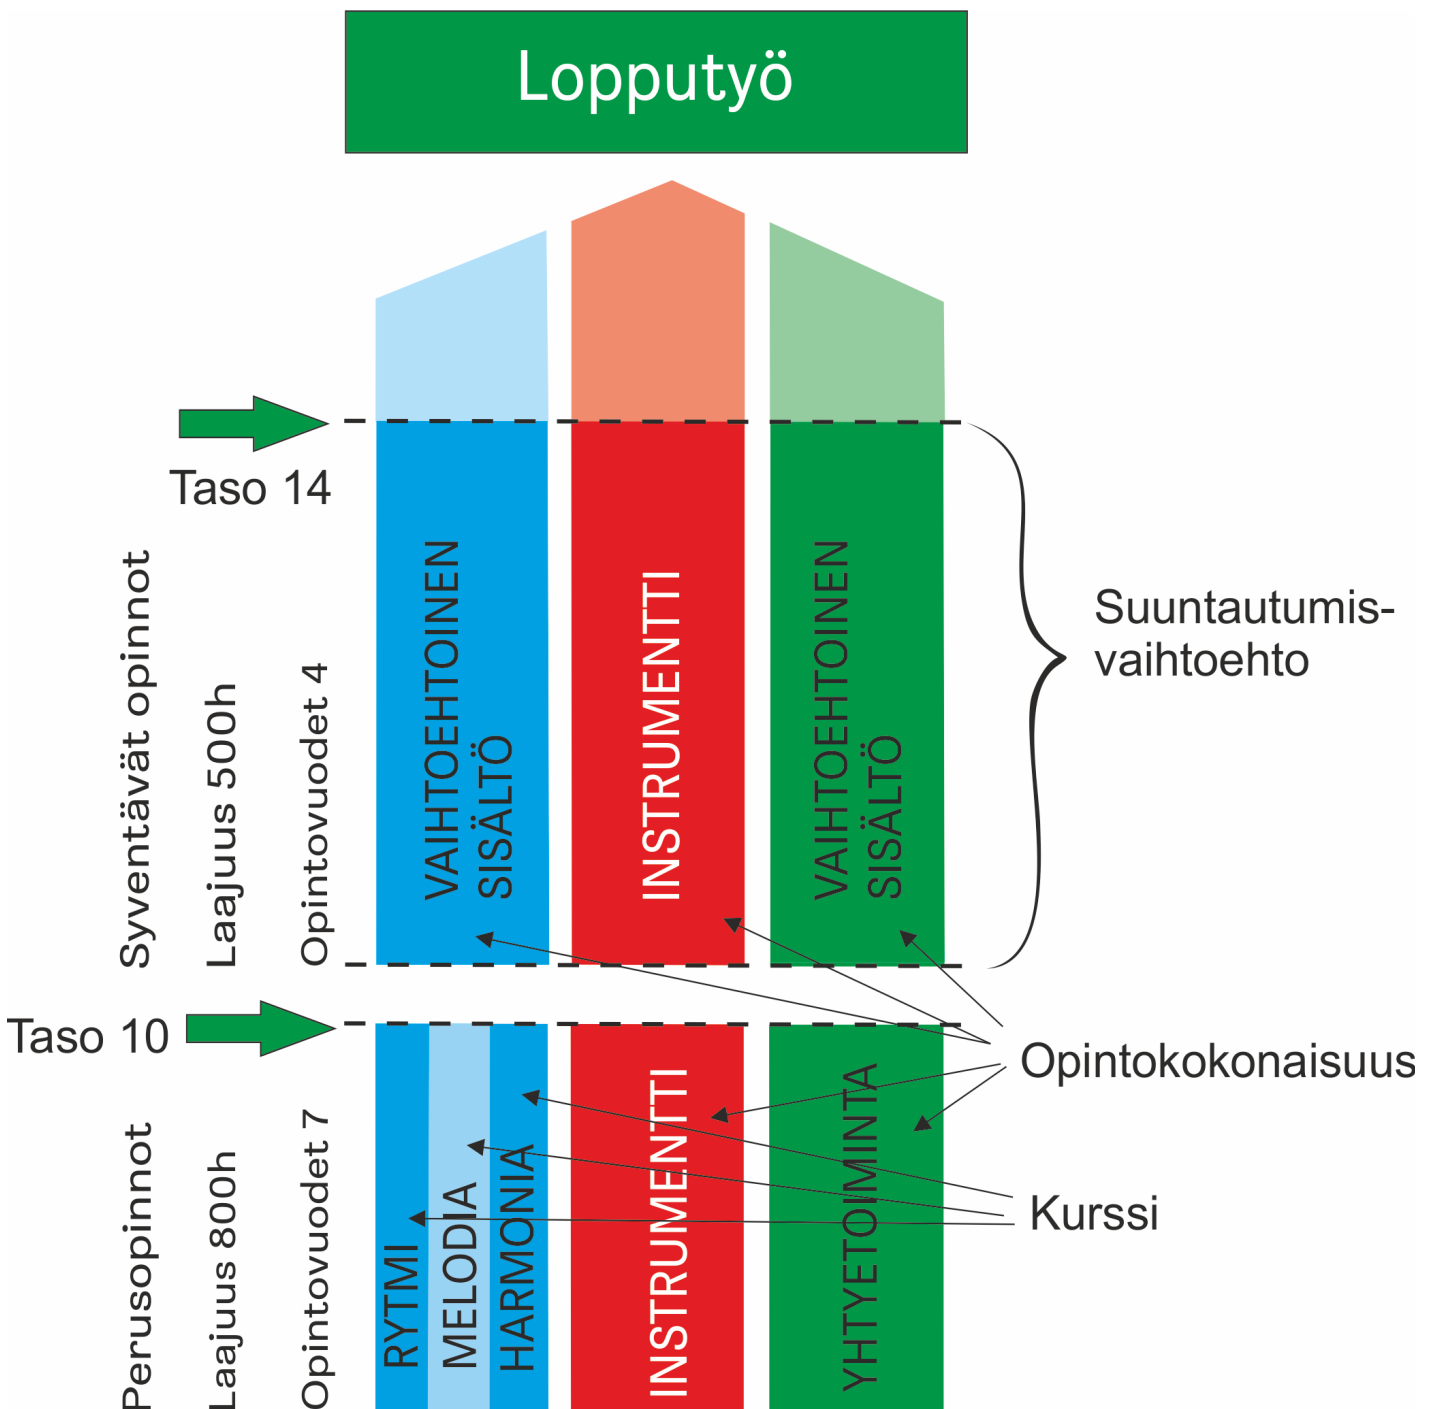 Lopputyö
Taso 14
Syventävät opinnot
Laajuus 500h
Opintovuodet 4
VAIHTOEHTOINEN
SISÄLTÖ
INSTRUMENTTI
VAIHTOEHTOINEN
SISÄLTÖ
Suuntautumis-
vaihtoehto
Taso 10
Opintokokonaisuus
Kurssi
Perusopinnot
Laajuus 800h
Opintovuodet 7
RYTMI
MELODIA
HARMONIA
INSTRUMENTTI
YHTYETOIMINTA